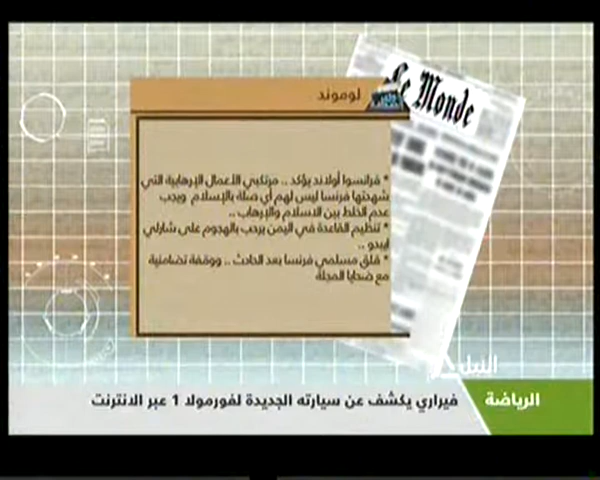 Le Monde
لوموند
* فرانسوا أولاند يؤكد .. مرتكبي الأعمال الإرهابية التي
شهدتها فرنسا ليس لهم أي صلة بالإسلام ويجب
عدم الخلط بين الاسلام والإرهاب ..
* تنظيم القاعدة في اليمن يرحب بالهجوم على شارلي
ايبدو ..
* قلق مسلمي فرنسا بعد الحادث .. ووقفة تضامنية
مع ضحايا المجلة
النيل
الرياضة
فيراري يكشف عن سيارته الجديدة لفورمولا 1 عبر الانترنت